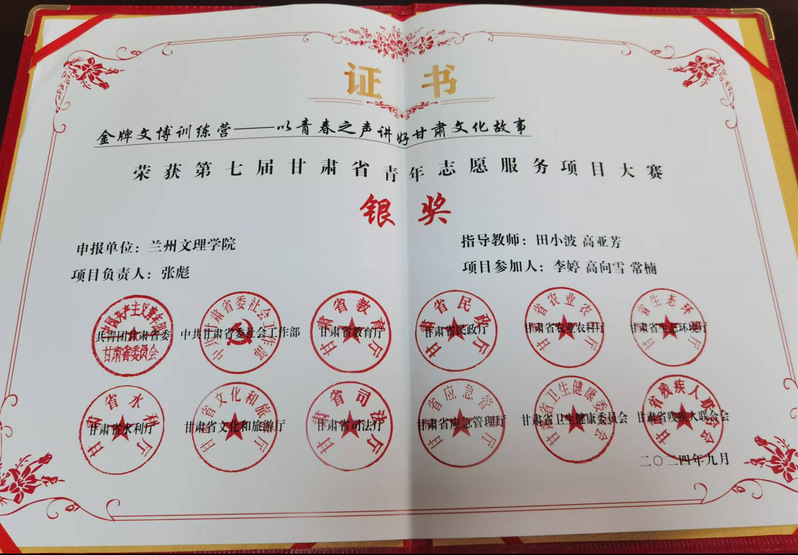 证书
金牌文博训练营——以青春之声讲好甘肃文化故事
荣获第七届甘肃省青年志愿服务项目大赛
银奖
申报单位：兰州文理学院
指导教师：田小波 高亚芳
项目负责人：张彪
项目参加人：李婷 高向雪 常楠
共青团甘肃省委 中共甘肃省委社会工作部 甘肃省教育厅 甘肃省民政厅 甘肃省农业农村厅 甘肃省生态环境厅
甘肃省水利厅 甘肃省文化和旅游厅 甘肃省司法厅 甘肃省应急管理厅 甘肃省卫生健康委员会 甘肃省残疾人联合会
二〇二四年九月